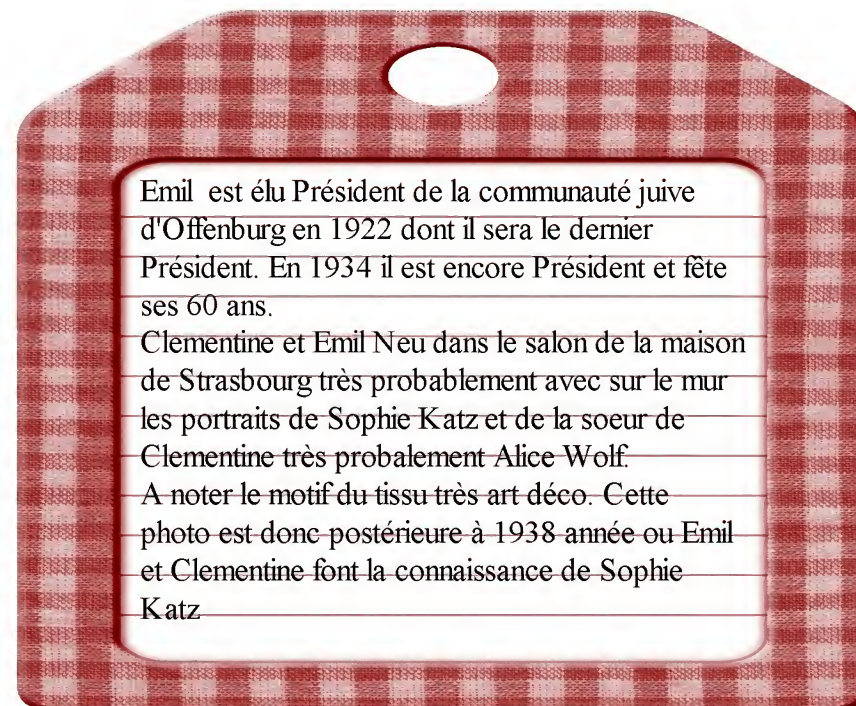 Emil  est élu Président de la communauté juive
d'Offenburg en 1922 dont il sera le dernier
Président. En 1934 il est encore Président et fête
ses 60 ans.
Clementine et Emil Neu dans le salon de la maison
de Strasbourg très probablement avec sur le mur
les portraits de Sophie Katz et de la soeur de
Clementine très probalement Alice Wolf.
A noter le motif du tissu très art déco. Cette
photo est donc postérieure à 1938 année ou Emil
et Clementine font la connaissance de Sophie
Katz